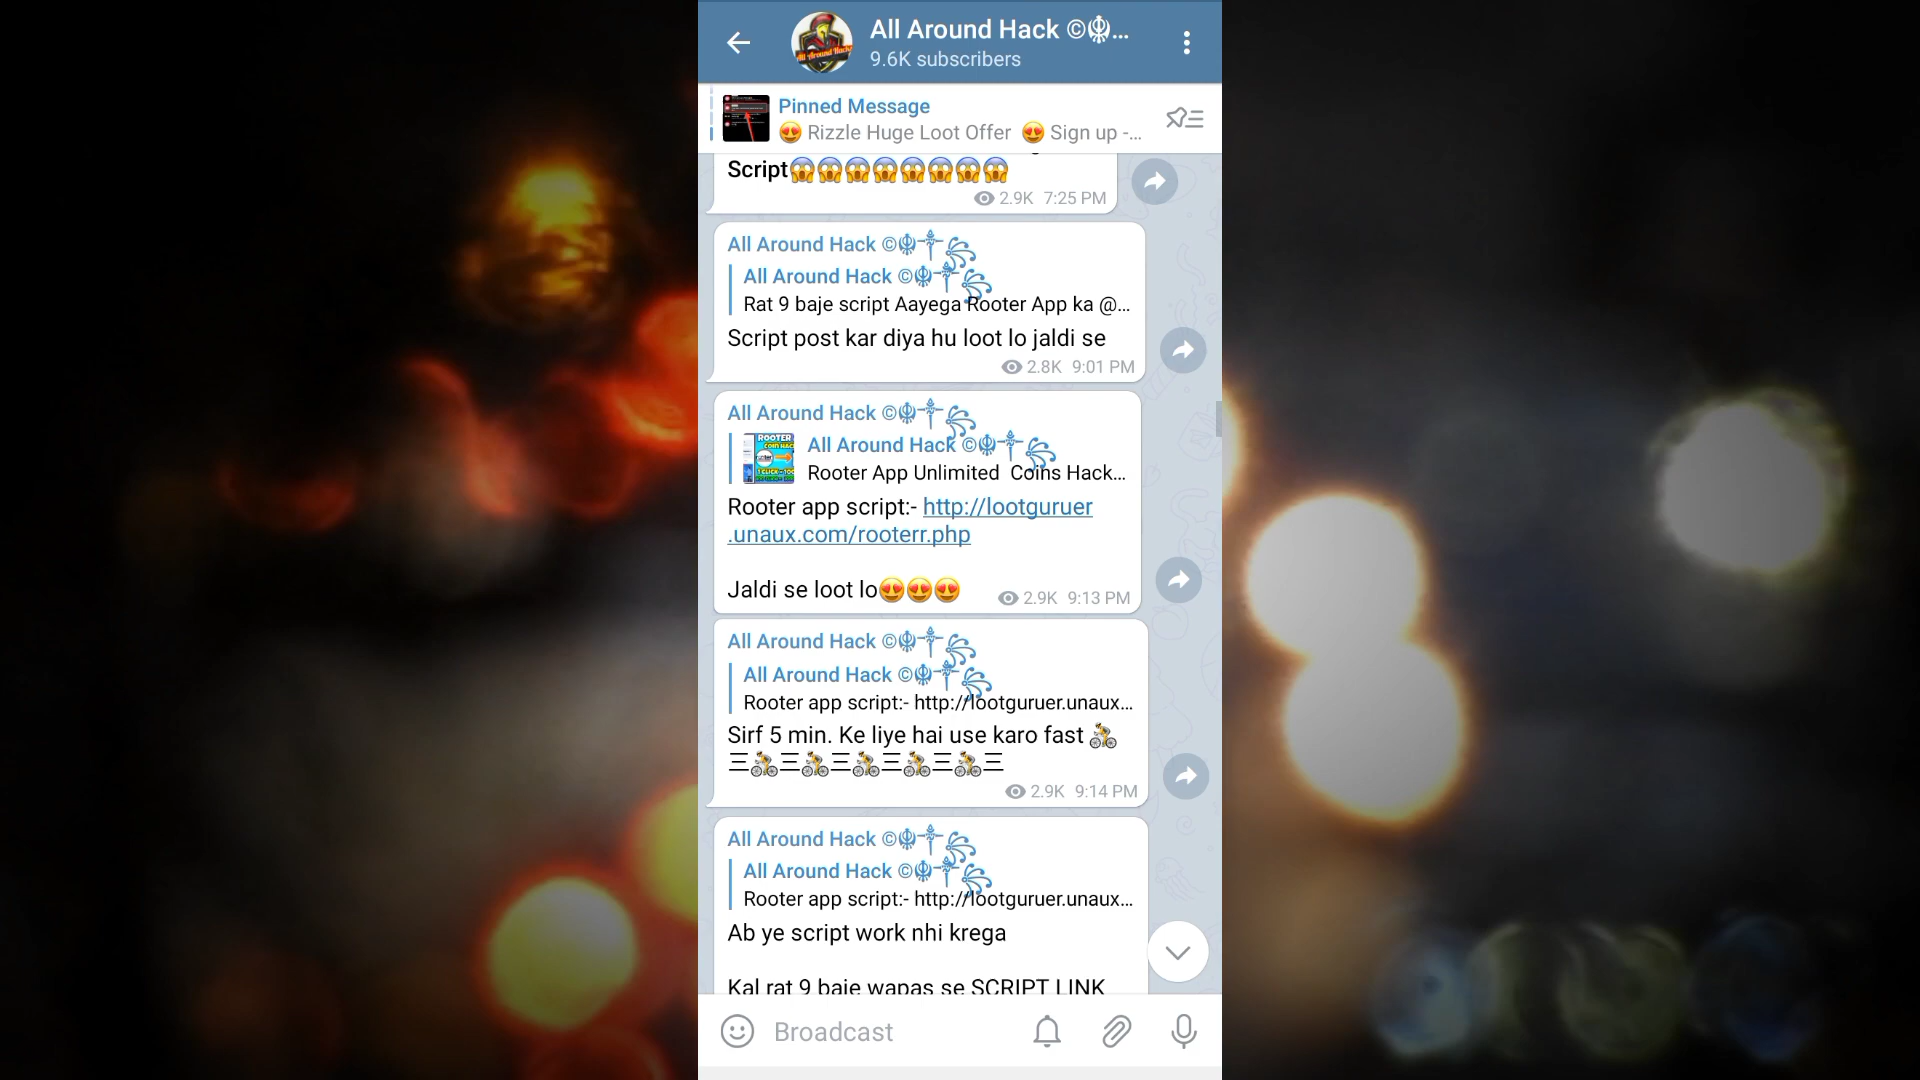 All Around Hack ©☬...
9.6K subscribers
Pinned Message
😍 Rizzle Huge Loot Offer 😍 Sign up -...
Script😱😱😱😱😱😱😱😱
2.9K 7:25 PM
All Around Hack ©☬
All Around Hack ©☬
Rat 9 baje script Aayega Rooter App ka @...
Script post kar diya hu loot lo jaldi se
2.8K 9:01 PM
All Around Hack ©☬
All Around Hack ©☬
Rooter App Unlimited Coins Hack...
Rooter app script:- http://lootguruer
.unaux.com/rooterr.php
Jaldi se loot lo😍😍😍
2.9K 9:13 PM
All Around Hack ©☬
All Around Hack ©☬
Rooter app script:- http://lootguruer.unaux...
Sirf 5 min. Ke liye hai use karo fast 🚴
三🚴三🚴三🚴三🚴三🚴三
2.9K 9:14 PM
All Around Hack ©☬
All Around Hack ©☬
Rooter app script:- http://lootguruer.unaux...
Ab ye script work nhi krega
Kal rat 9 baje wapas se SCRIPT LINK
Broadcast